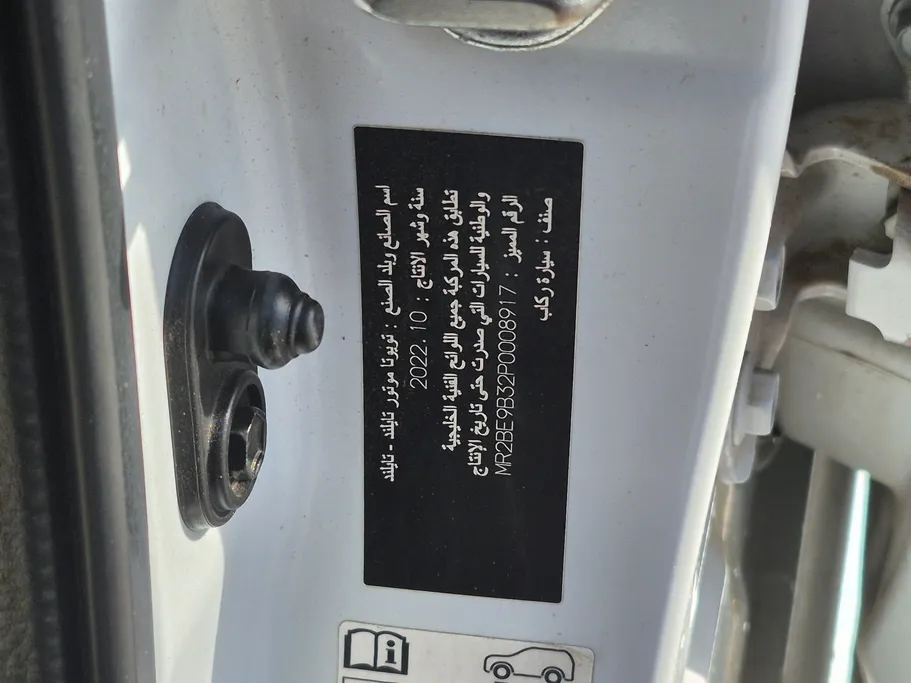 اسم الصانع وبلد الصنع : تويوتا موتور تايلند - تايلند
سنة وشهر الانتاج : 2022.10
تطابق هذه المركبة جميع اللوائح الفنية الخليجية
والوطنية للسيارات التي صدرت حتى تاريخ الإنتاج
الرقم المميز : MR2BE9B32P0008917
صنف : سيارة ركاب
i